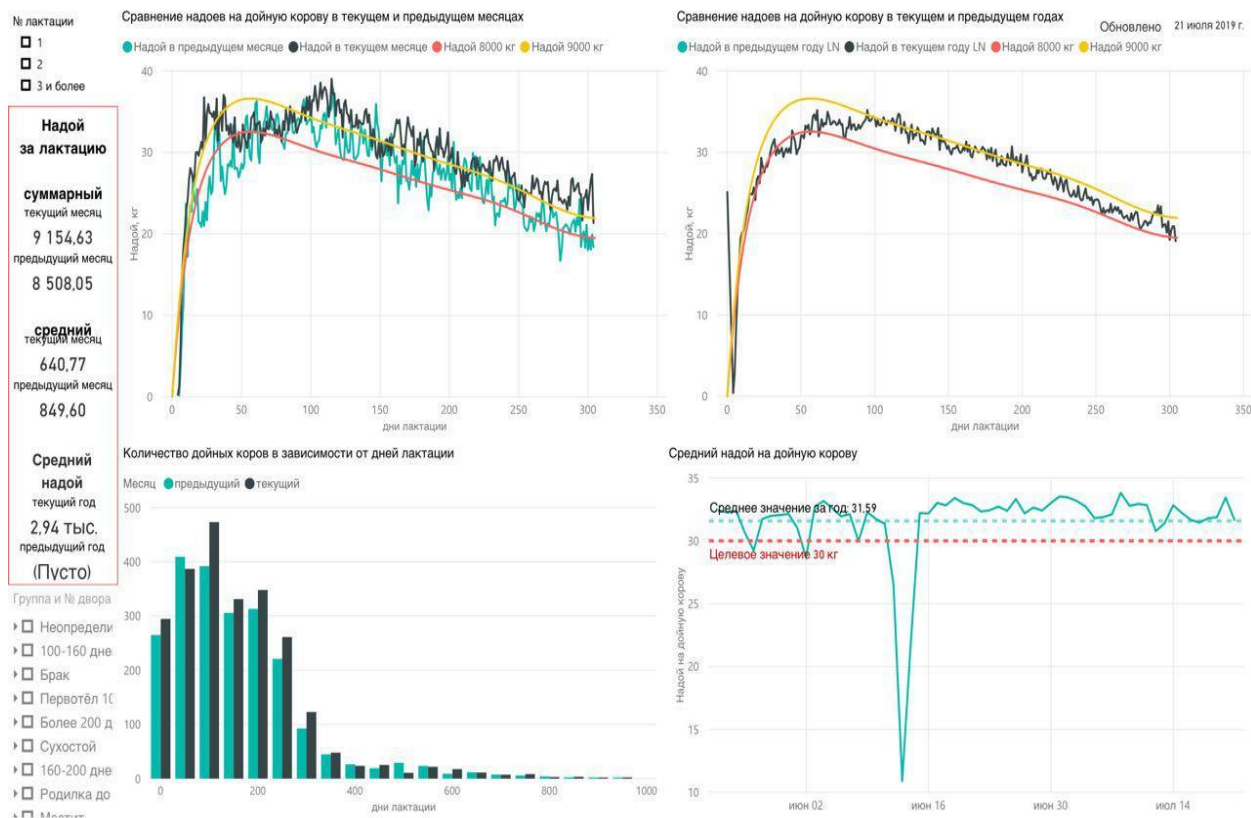 № лактации
1
2
3 и более
Надой
за лактацию
суммарный
текущий месяц
9 154,63
предыдущий месяц
8 508,05
средний
текущий месяц
640,77
предыдущий месяц
849,60
Средний
надой
текущий год
2,94 тыс.
предыдущий год
(Пусто)
Группа и № двора
Неопредели
100-160 дне
Брак
Первотёл 10
Более 200 д
Сухостой
160-200 дне
Родилка до
Мастит
Сравнение надоев на дойную корову в текущем и предыдущем месяцах
Надой в предыдущем месяце Надой в текущем месяце Надой 8000 кг Надой 9000 кг
Надой, кг
40
30
20
10
0
0 50 100 150 200 250 300 350
дни лактации
Сравнение надоев на дойную корову в текущем и предыдущем годах
Обновлено 21 июля 2019 г.
Надой в предыдущем году LN Надой в текущем году LN Надой 8000 кг Надой 9000 кг
Надой, кг
40
30
20
10
0
0 50 100 150 200 250 300 350
дни лактации
Количество дойных коров в зависимости от дней лактации
Месяц предыдущий текущий
500
400
300
200
100
0
0 200 400 600 800 1000
дни лактации
Средний надой на дойную корову
Надой на дойную корову
35
30
25
20
15
10
Среднее значение за год: 31,59
Целевое значение 30 кг
июн 02 июн 16 июн 30 июл 14